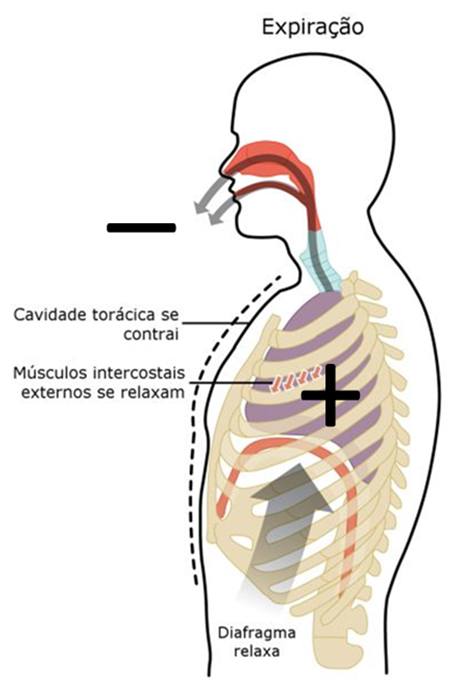 Expiração
Cavidade torácica se
contrai
Músculos intercostais
externos se relaxam
Diafragma
relaxa